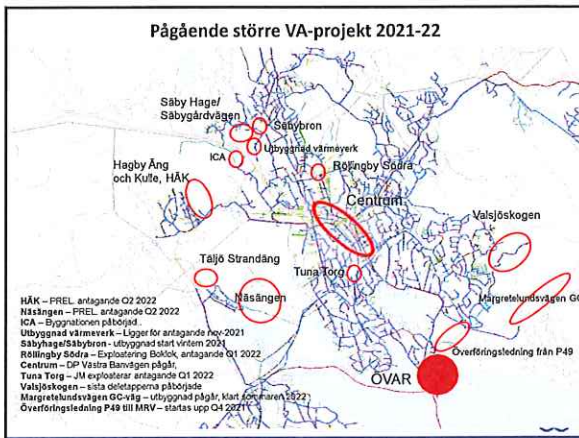 Pågående större VA-projekt 2021-22
Säby Hage/
Säbygårdvägen
Säbybron
Utbyggnad värmeverk
ICA
Hagby Äng
och Kulle, HÄK
Röllingby Södra
Centrum
Valsjöskogen
Täljö Strandäng
Tuna Torg
Näsängen
Margretelundsvägen GC
Överföringsledning från P49
ÖVAR
HÄK – PREL. antagande Q2 2022
Näsängen – PREL. antagande Q2 2022
ICA – Byggnationen påbörjad
Utbyggnad värmeverk – Ligger för antagande nov-2021
Säbyhage/Säbybron - utbyggnad start vintern 2021
Röllingby Södra – Exploatering Boklok, antagande Q1 2022
Centrum – DP Västra Banvägen pågår,
Tuna Torg – JM exploaterar antagande Q1 2022
Valsjöskogen – sista deletapperna påbörjade
Margretelundsvägen GC-väg – utbyggnad pågår, klart sommaren 2022
Överföringsledning P49 till MRV – startas upp Q4 2021